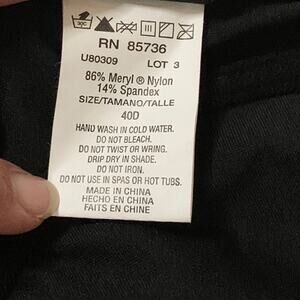 30C
RN 85736
U80309 LOT 3
86% Meryl ® Nylon
14% Spandex
SIZE/TAMANO/TALLE
40D
HAND WASH IN COLD WATER.
DO NOT BLEACH.
DO NOT TWIST OR WRING.
DRIP DRY IN SHADE.
DO NOT IRON.
DO NOT USE IN SPAS OR HOT TUBS.
MADE IN CHINA
HECHO EN CHINA
FAITS EN CHINE